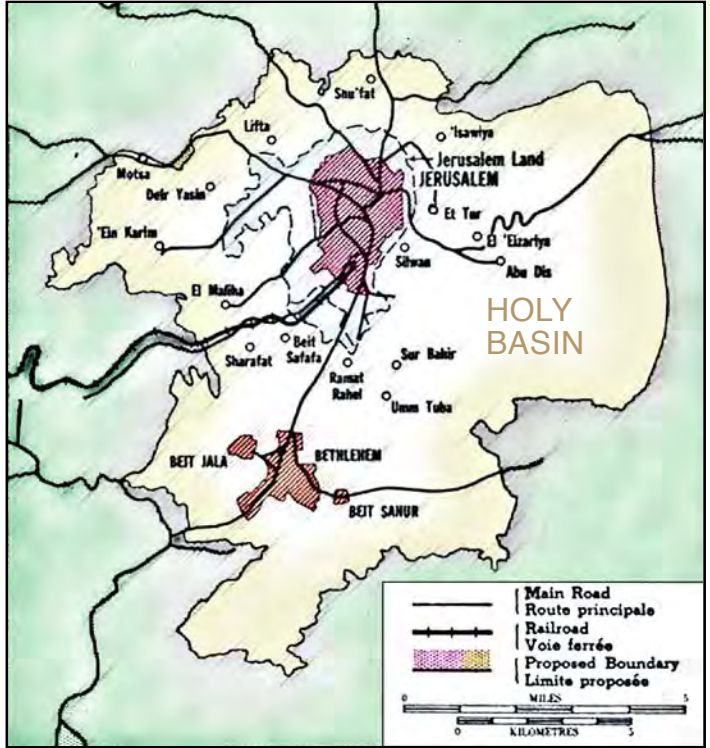 Shu'fat
Lifta
'Isawiya
Motsa
Jerusalem Land
JERUSALEM
Deir Yasin
Et Tur
'Ein Karim
El 'Eizariya
Silwan
Abu Dis
El Maliha
HOLY
BASIN
Beit
Safafa
Sharafat
Sur Bahir
Ramat
Rahel
Umm Tuba
BEIT JALA
BETHLEHEM
BEIT SAHUR
Main Road
Route principale
Railroad
Voie ferrée
Proposed Boundary
Limite proposée
MILES
0 5
0 5
KILOMETRES